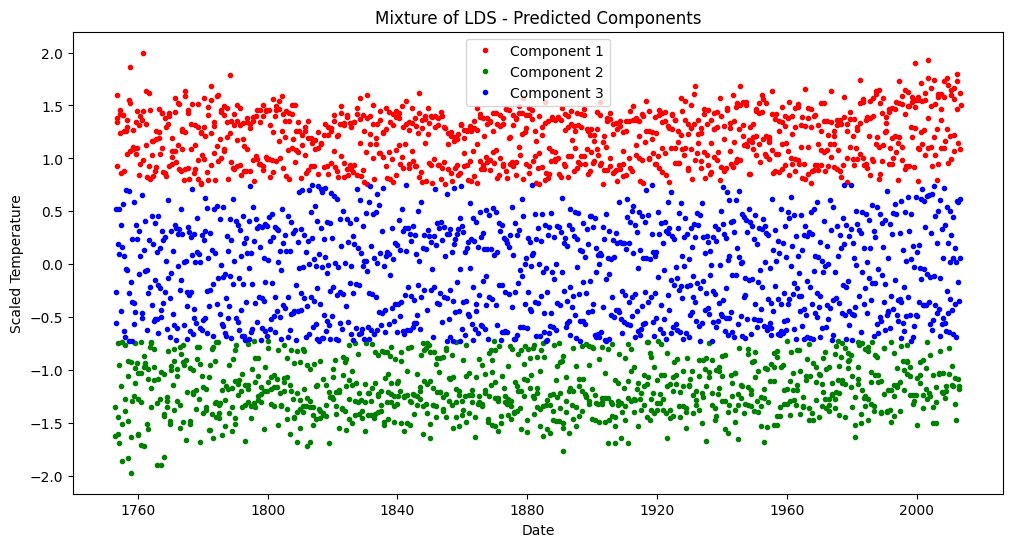 Mixture of LDS - Predicted Components
Component 1
Component 2
Component 3
Scaled Temperature
2.0
1.5
1.0
0.5
0.0
−0.5
−1.0
−1.5
−2.0
1760 1800 1840 1880 1920 1960 2000
Date